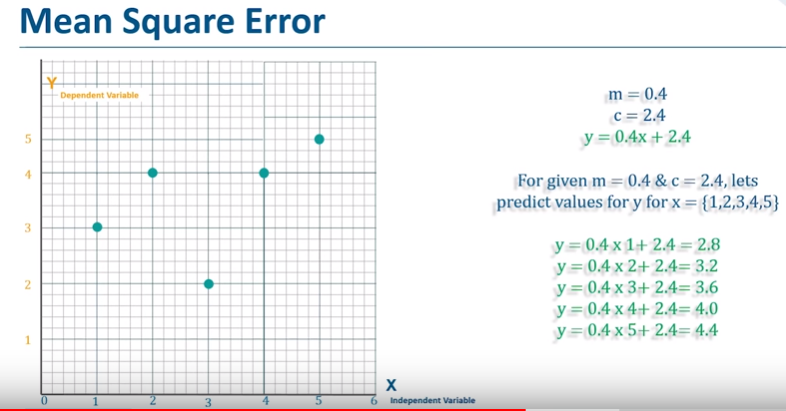 Mean Square Error
Y
Dependent Variable
5
4
3
2
1
0 1 2 3 4 5 6
X
Independent Variable
m = 0.4
c = 2.4
y = 0.4x + 2.4
For given m = 0.4 & c = 2.4, lets
predict values for y for x = {1,2,3,4,5}
y = 0.4 x 1+ 2.4 = 2.8
y = 0.4 x 2+ 2.4= 3.2
y = 0.4 x 3+ 2.4= 3.6
y = 0.4 x 4+ 2.4= 4.0
y = 0.4 x 5+ 2.4= 4.4